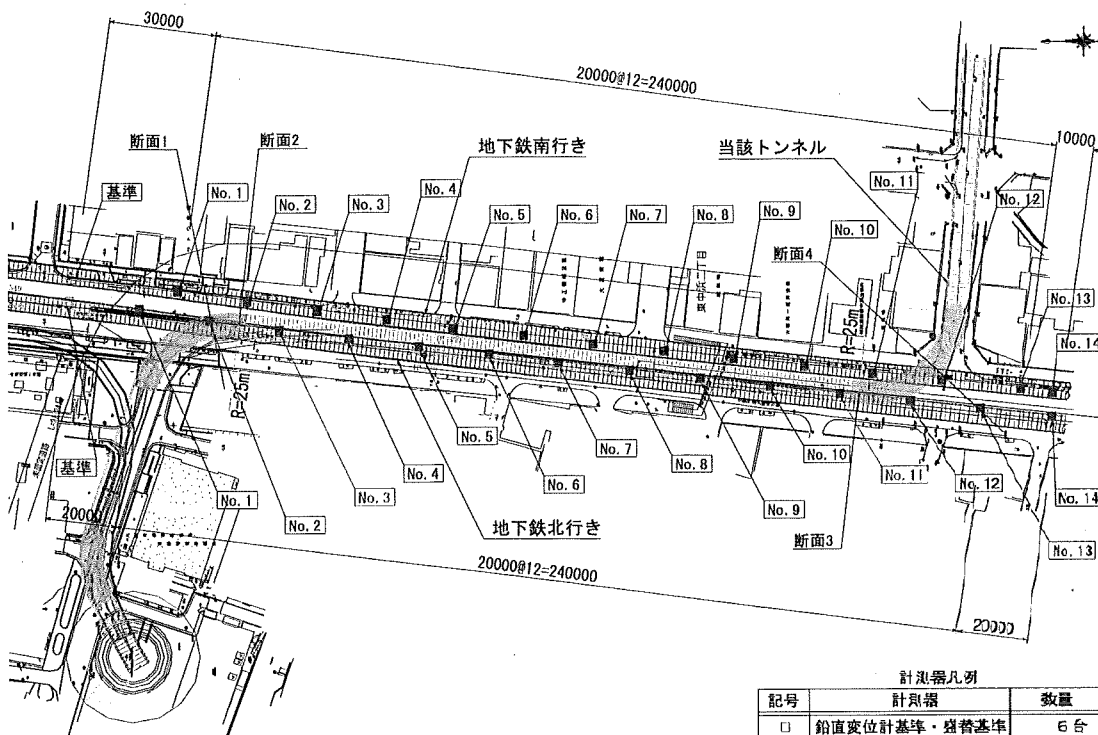 30000
20000@12=240000
10000
断面1
断面2
地下鉄南行き
当該トンネル
基準
No. 1
No. 2
No. 3
No. 4
No. 5
No. 6
No. 7
No. 8
No. 9
No. 10
No. 11
No. 12
No. 13
No. 14
断面4
R=25m
R=25m
基準
No. 1
No. 2
No. 3
No. 4
No. 5
No. 6
No. 7
No. 8
No. 9
No. 10
No. 11
No. 12
No. 13
No. 14
断面3
地下鉄北行き
20000
20000@12=240000
20000
計測器凡例
記号 計測器 数量
□ 鉛直変位計基準・盛替基準 6台